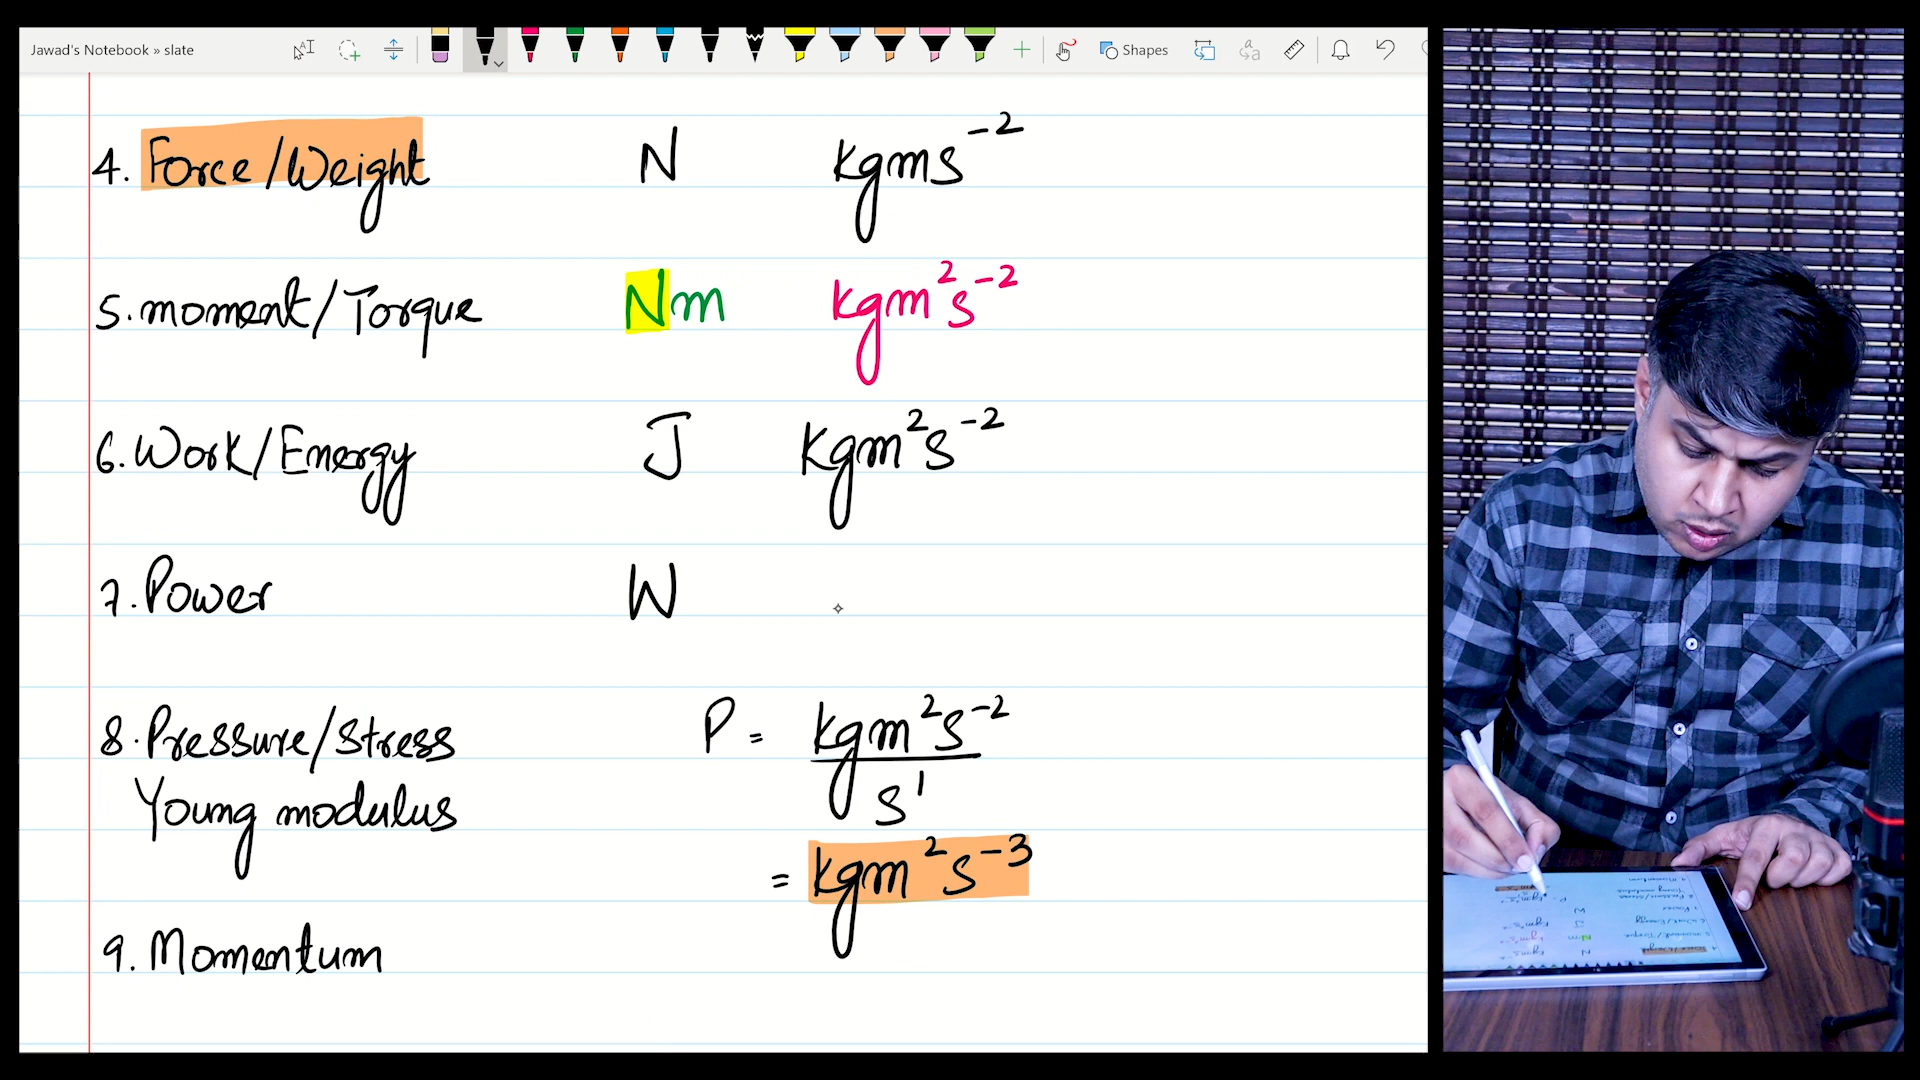 Jawad's Notebook » slate
Shapes
4. Force/Weight N kgms⁻²
5. moment/Torque Nm kgm²s⁻²
6. Work/Energy J kgm²s⁻²
7. Power W
8. Pressure/Stress P = kgm²s⁻²
Young modulus s¹
= kgm²s⁻³
9. Momentum